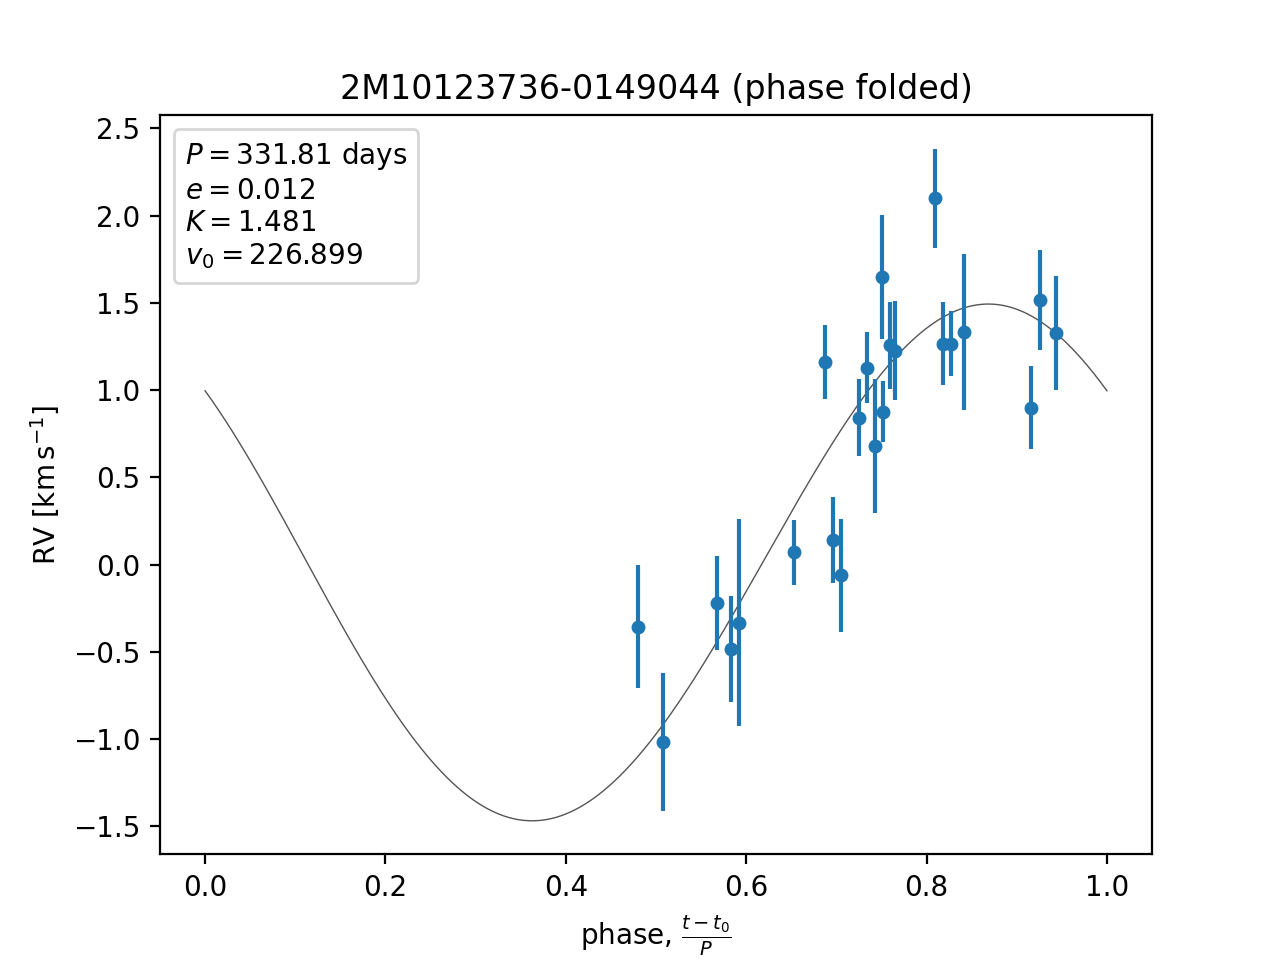 2M10123736-0149044 (phase folded)
P = 331.81 days
e = 0.012
K = 1.481
v₀ = 226.899
RV [km s⁻¹]
2.5
2.0
1.5
1.0
0.5
0.0
−0.5
−1.0
−1.5
0.0 0.2 0.4 0.6 0.8 1.0
phase, (t − t₀)/P